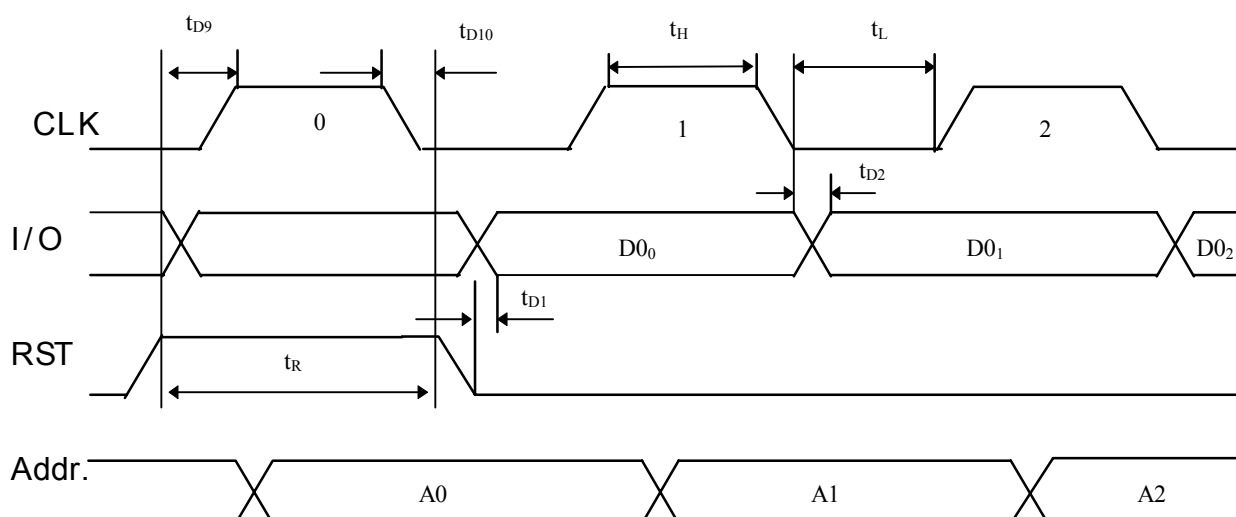 tD9 tD10 tH tL
CLK 0 1 2
tD2
I/O D0₀ D0₁ D0₂
tD1
RST tR
Addr. A0 A1 A2